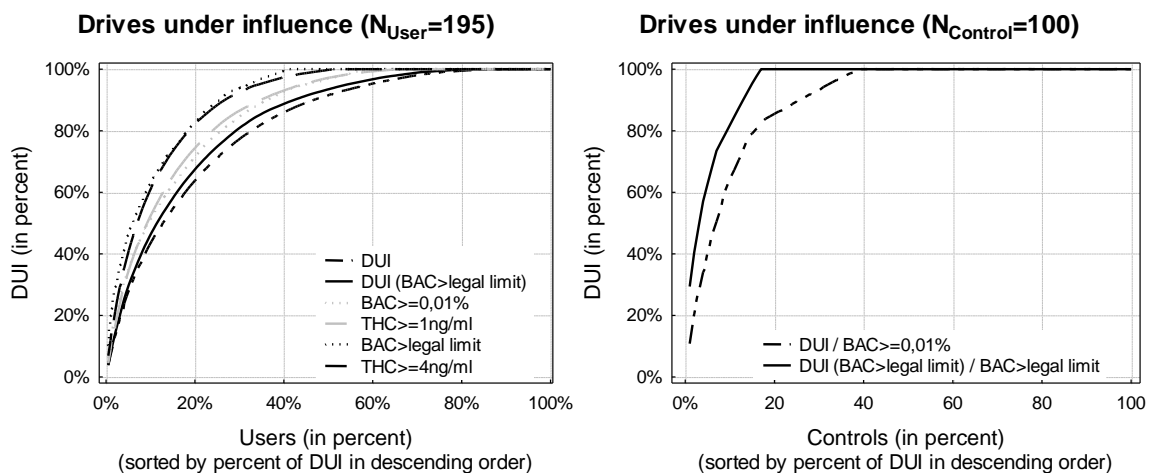 Drives under influence (NUser=195)
100%
80%
60%
40%
20%
0%
DUI (in percent)
DUI
DUI (BAC>legal limit)
BAC>=0,01%
THC>=1ng/ml
BAC>legal limit
THC>=4ng/ml
0% 20% 40% 60% 80% 100%
Users (in percent)
(sorted by percent of DUI in descending order)
Drives under influence (NControl=100)
100%
80%
60%
40%
20%
0%
DUI (in percent)
DUI / BAC>=0,01%
DUI (BAC>legal limit) / BAC>legal limit
0% 20 40 60 80 100
Controls (in percent)
(sorted by percent of DUI in descending order)